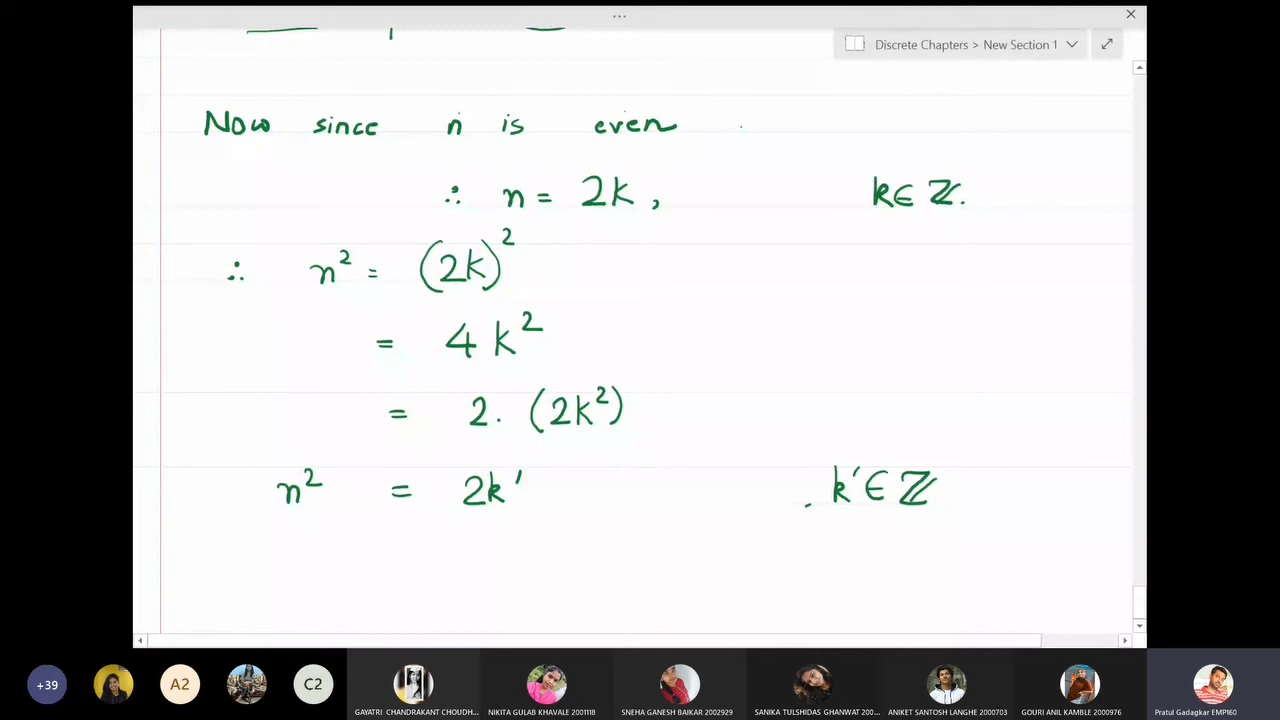 Discrete Chapters > New Section 1
Now since n is even
∴ n = 2k, k ∈ ℤ.
∴ n² = (2k)²
= 4k²
= 2. (2k²)
n² = 2k' k' ∈ ℤ
+39
A2
C2
GAYATRI CHANDRAKANT CHOUDH...
NIKITA GULAB KHAVALE 2001118
SNEHA GANESH BAIKAR 2002929
SANIKA TULSHIDAS GHANWAT 200...
ANIKET SANTOSH LANGHE 2000703
GOURI ANIL KAMBLE 2000976
Pratul Gadagkar EMP160